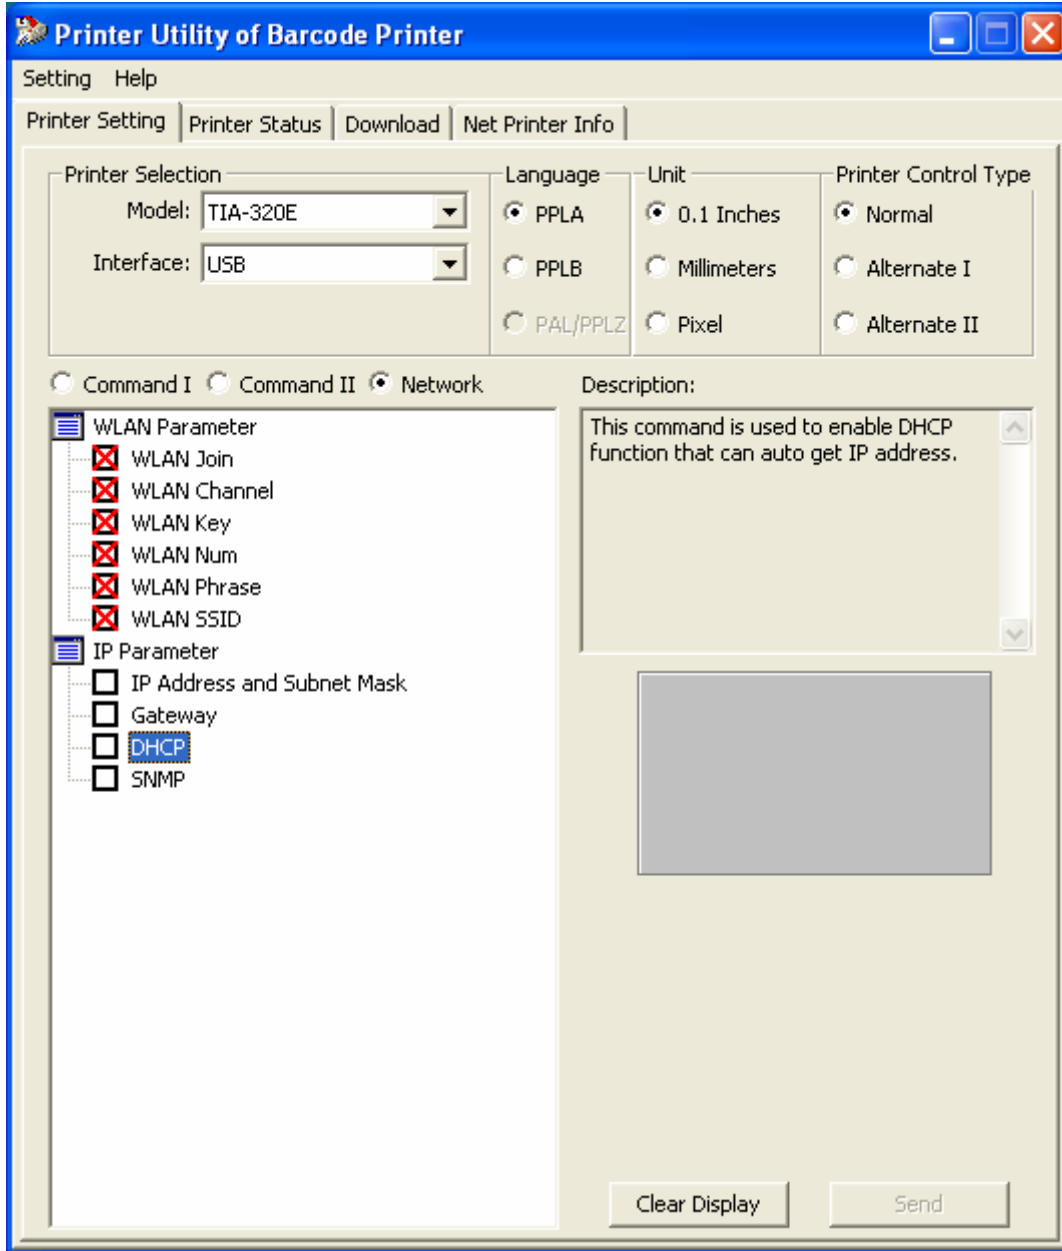 Printer Utility of Barcode Printer
Setting Help
Printer Setting Printer Status Download Net Printer Info
Printer Selection
Model: TIA-320E
Interface: USB
Language
PPLA
PPLB
PAL/PPLZ
Unit
0.1 Inches
Millimeters
Pixel
Printer Control Type
Normal
Alternate I
Alternate II
Command I Command II Network
WLAN Parameter
WLAN Join
WLAN Channel
WLAN Key
WLAN Num
WLAN Phrase
WLAN SSID
IP Parameter
IP Address and Subnet Mask
Gateway
DHCP
SNMP
Description:
This command is used to enable DHCP
function that can auto get IP address.
Clear Display Send